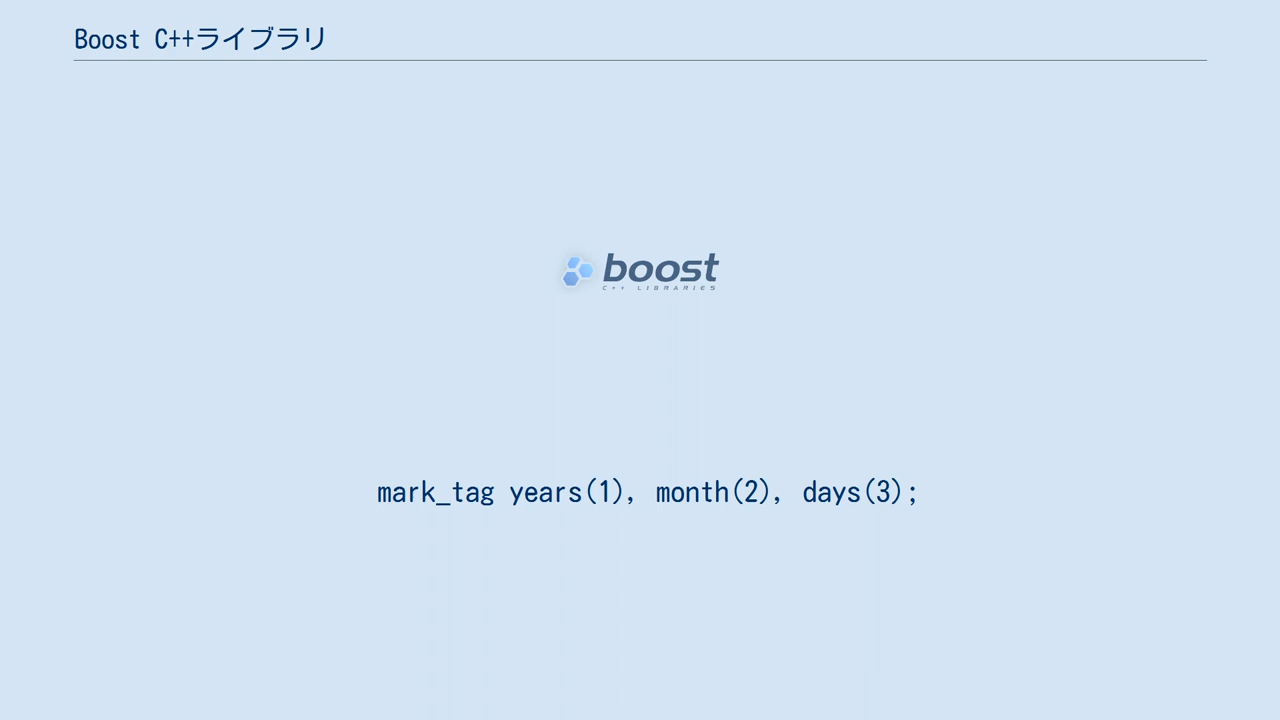 Boost C++ライブラリ
boost
C++ LIBRARIES
mark_tag years(1), month(2), days(3);